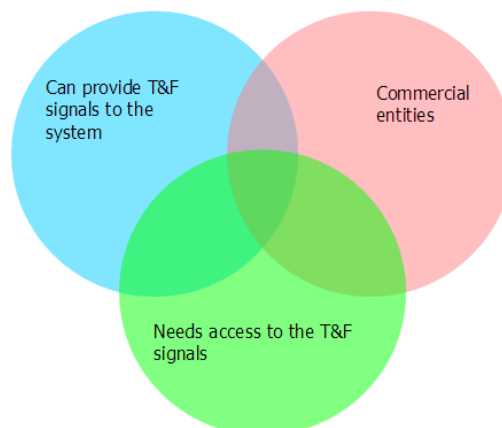 Can provide T&F
signals to the
system
Commercial
entities
Needs access to the T&F
signals